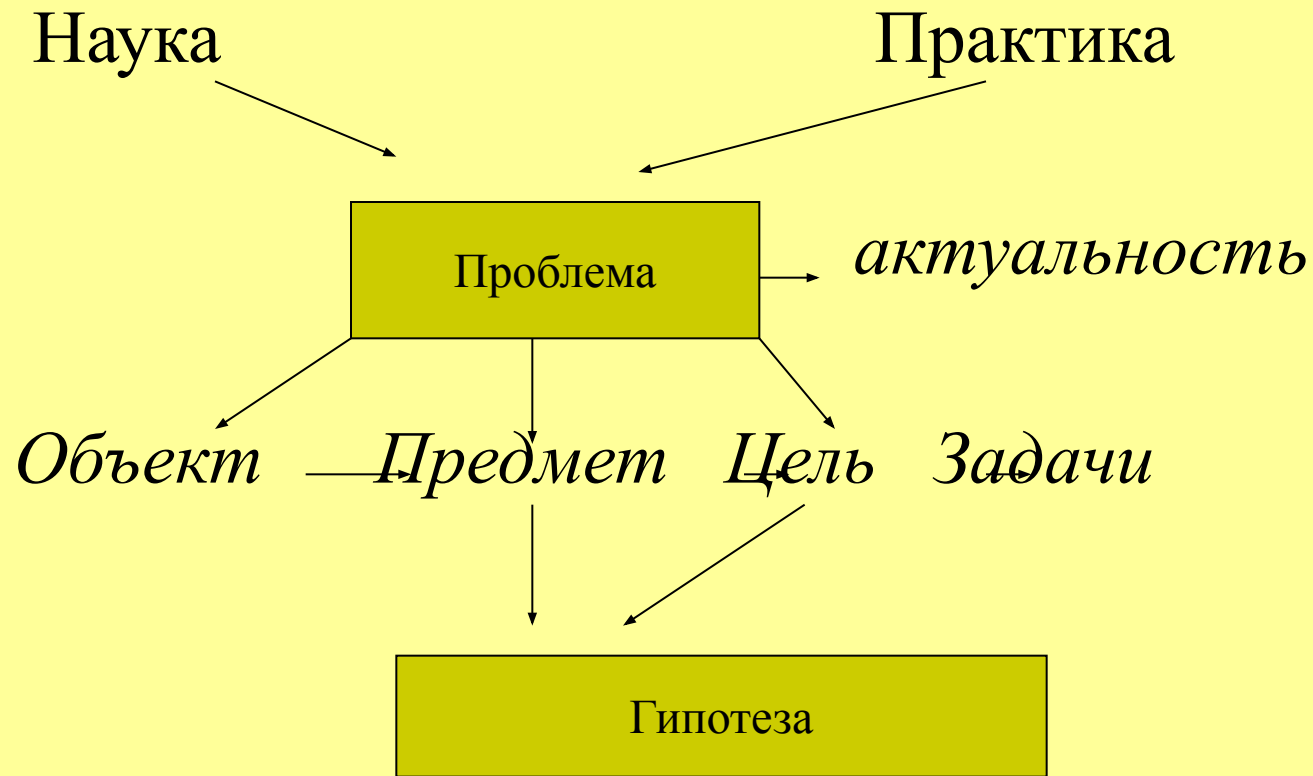 Наука
Практика
Проблема
актуальность
Объект
Предмет
Цель
Задачи
Гипотеза